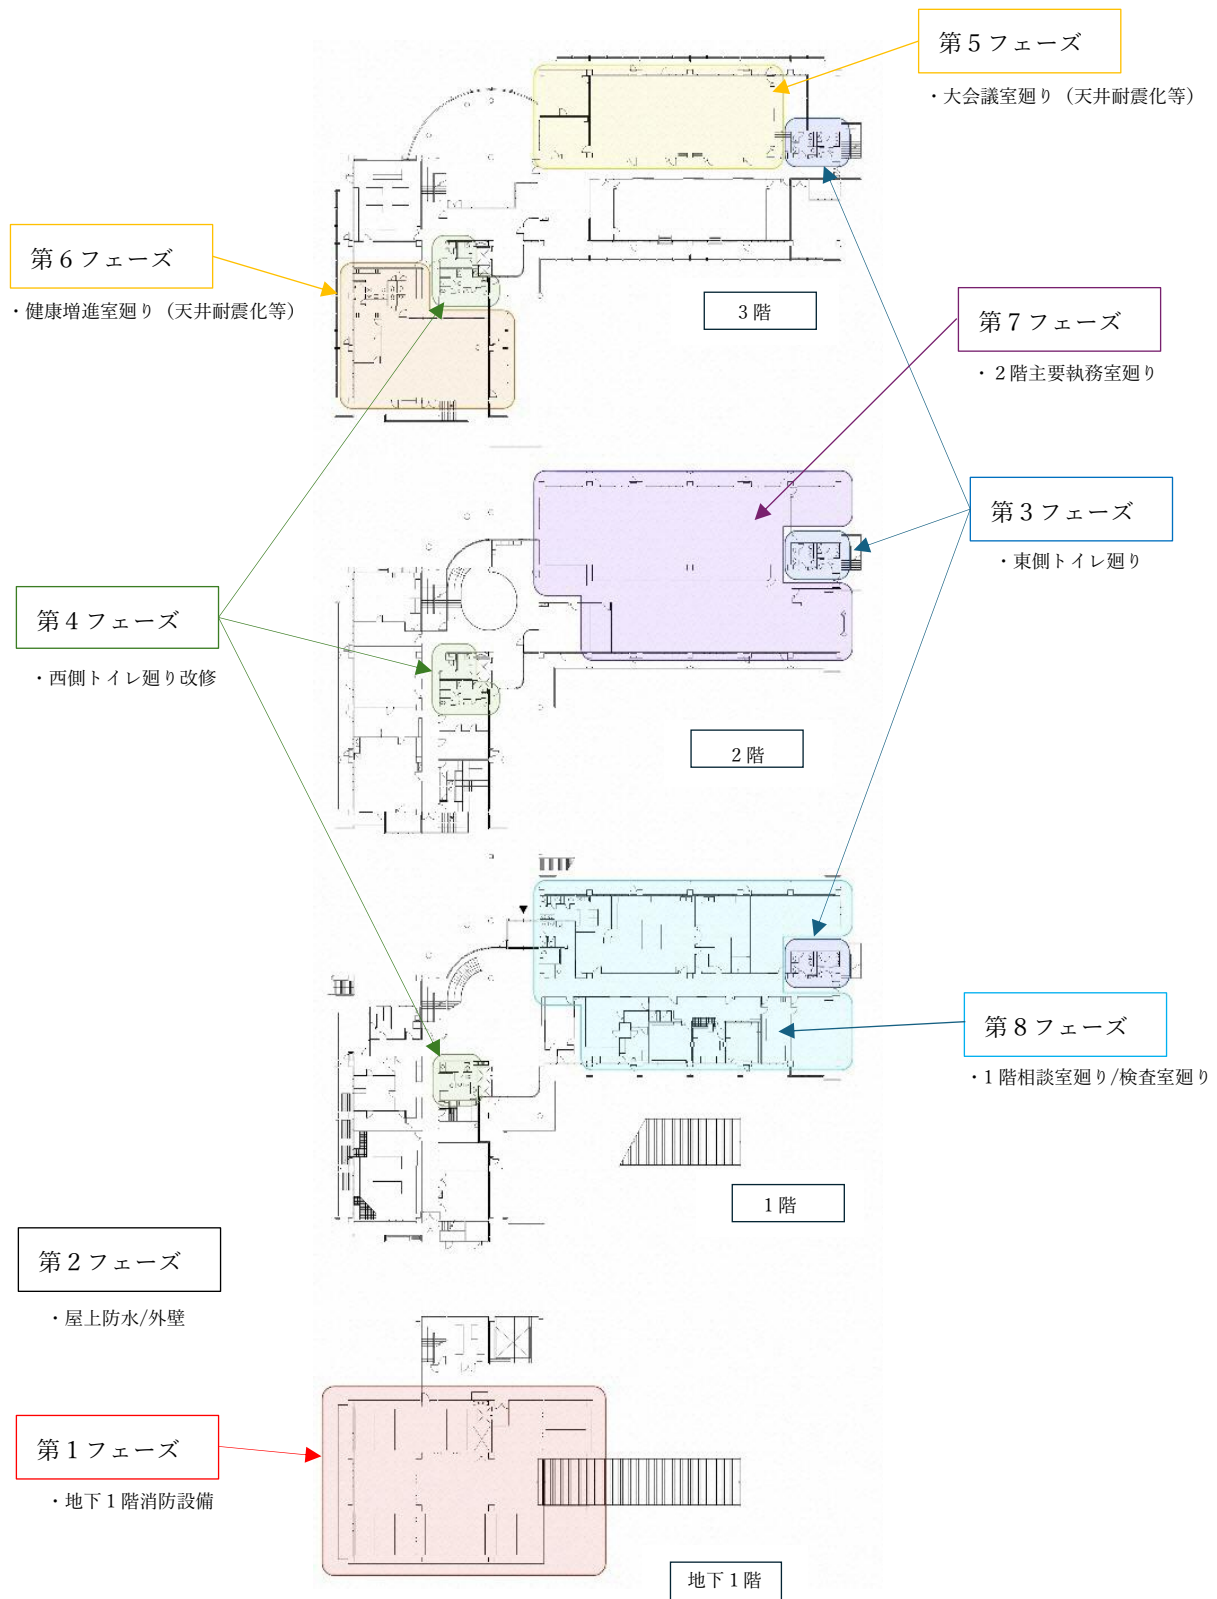 第５フェーズ
・大会議室廻り（天井耐震化等）
第６フェーズ
・健康増進室廻り（天井耐震化等）
３階
第７フェーズ
・２階主要執務室廻り
第３フェーズ
・東側トイレ廻り
第４フェーズ
・西側トイレ廻り改修
２階
第８フェーズ
・１階相談室廻り/検査室廻り
１階
第２フェーズ
・屋上防水/外壁
第１フェーズ
・地下１階消防設備
地下１階